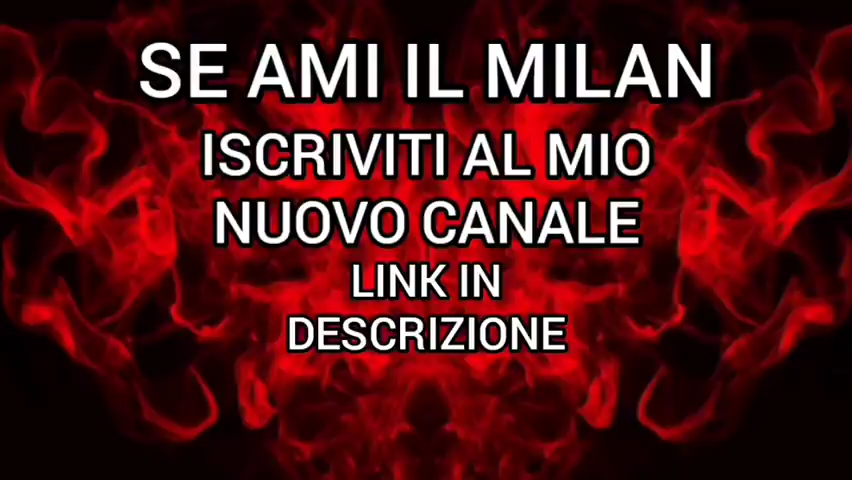 SE AMI IL MILAN
ISCRIVITI AL MIO
NUOVO CANALE
LINK IN
DESCRIZIONE